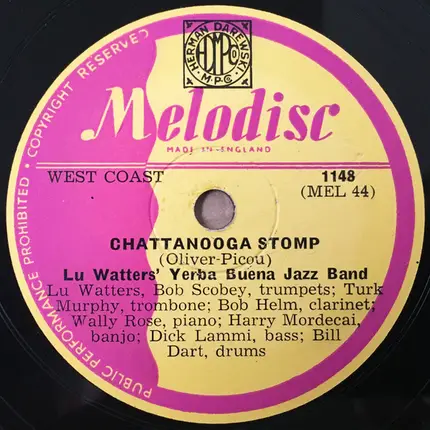 HERMAN DAREWSKI
H.D.M.P.Co
M.P.C.
Melodisc
MADE IN ENGLAND
WEST COAST
1148
(MEL 44)
CHATTANOOGA STOMP
(Oliver-Picou)
Lu Watters' Yerba Buena Jazz Band
Lu Watters, Bob Scobey, trumpets; Turk
Murphy, trombone; Bob Helm, clarinet;
Wally Rose, piano; Harry Mordecai,
banjo; Dick Lammi, bass; Bill
Dart, drums
PUBLIC PERFORMANCE PROHIBITED · COPYRIGHT RESERVED